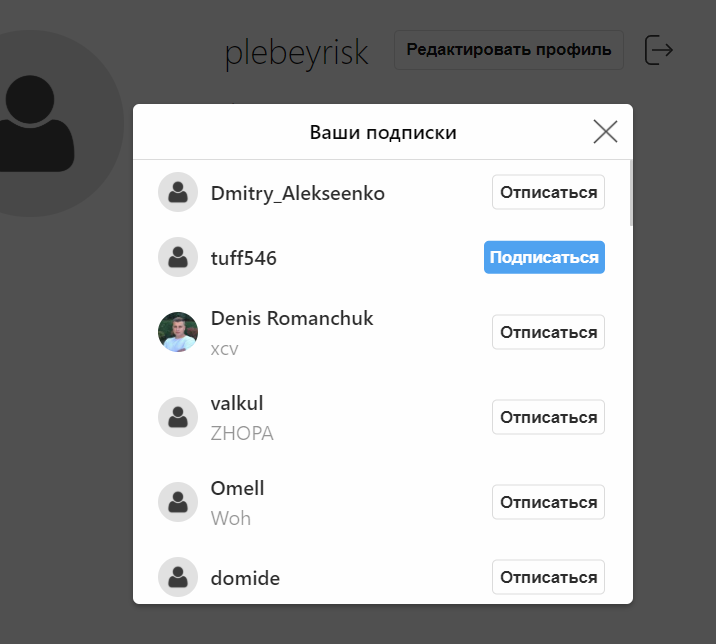 plebeyrisk
Редактировать профиль
Ваши подписки
Dmitry_Alekseenko
Отписаться
tuff546
Подписаться
Denis Romanchuk
xcv
Отписаться
valkul
ZHOPA
Отписаться
Omell
Woh
Отписаться
domide
Отписаться